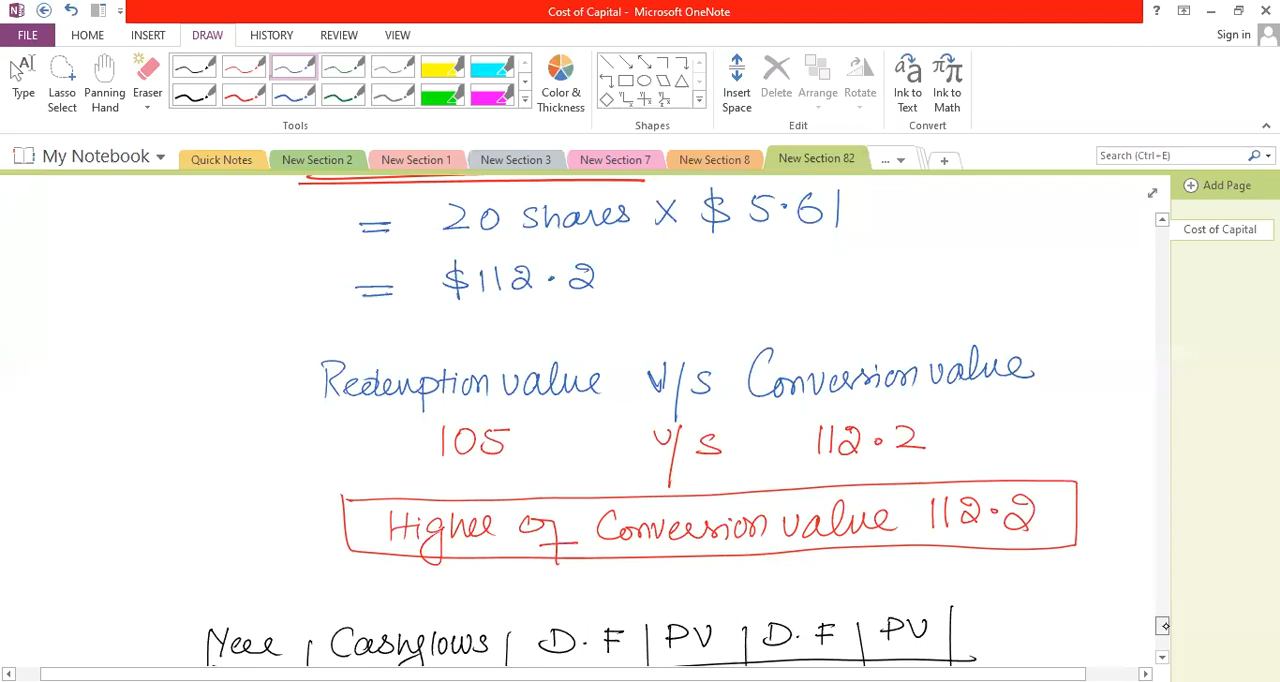 Cost of Capital - Microsoft OneNote
?
FILE HOME INSERT DRAW HISTORY REVIEW VIEW
Sign in
Type
Lasso Select
Panning Hand
Eraser
Color & Thickness
Insert Space
Delete
Arrange
Rotate
Ink to Text
Ink to Math
Tools
Shapes
Edit
Convert
My Notebook
Quick Notes New Section 2 New Section 1 New Section 3 New Section 7 New Section 8 New Section 82 ...
Search (Ctrl+E)
Add Page
Cost of Capital
= 20 shares x $ 5.61
= $112.2
Redemption value v/s Conversion value
105 v/s 112.2
Higher of Conversion value 112.2
Year Cashflows D.F PV D.F PV